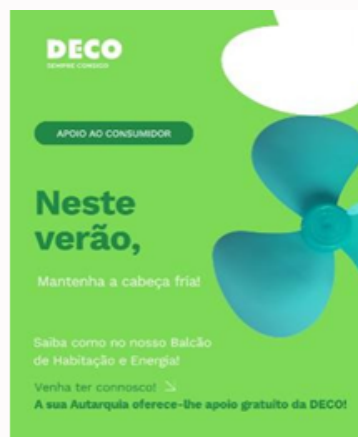 DECO
SEMPRE CONSIGO
APOIO AO CONSUMIDOR
Neste
verão,
Mantenha a cabeça fria!
Saiba como no nosso Balcão
de Habitação e Energia!
Venha ter connosco!
A sua Autarquia oferece-lhe apoio gratuito da DECO!